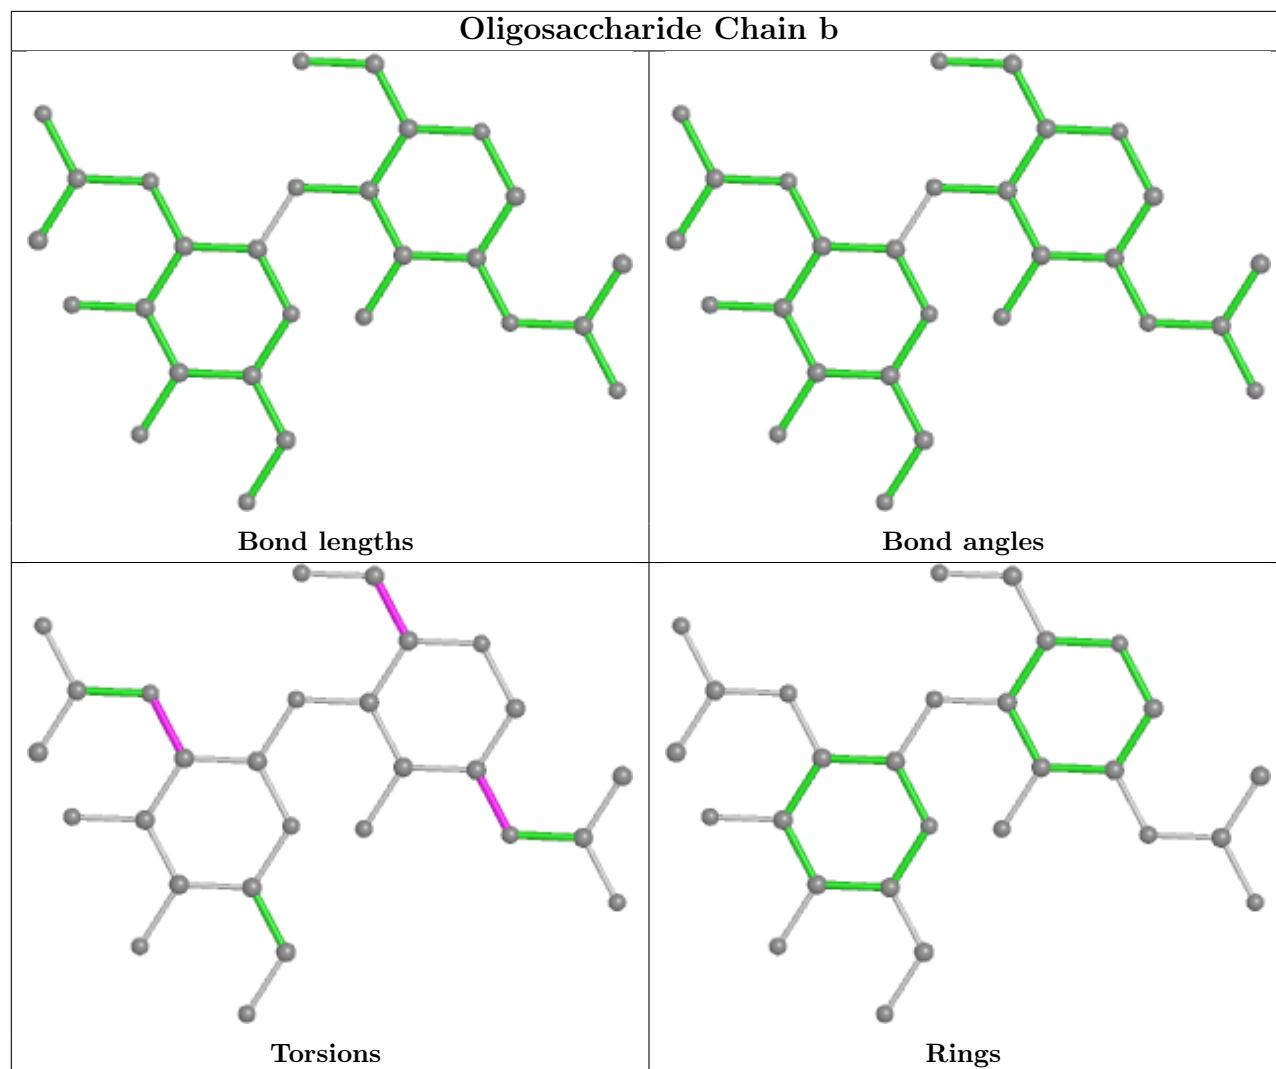 Oligosaccharide Chain b
Bond lengths
Bond angles
Torsions
Rings